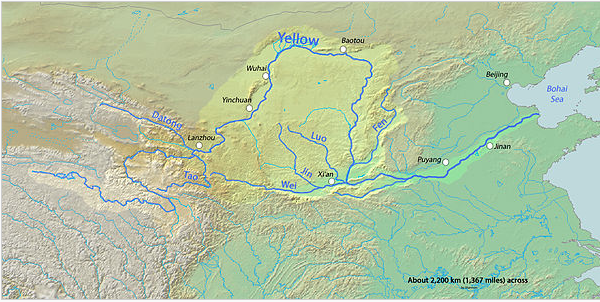 Yellow
Baotou
Wuhai
Beijing
Bohai
Sea
Yinchuan
Datong
Fen
Lanzhou
Luo
Jinan
Puyang
Tao
Jin
Xi'an
Wei
About 2,200 km (1,367 miles) across